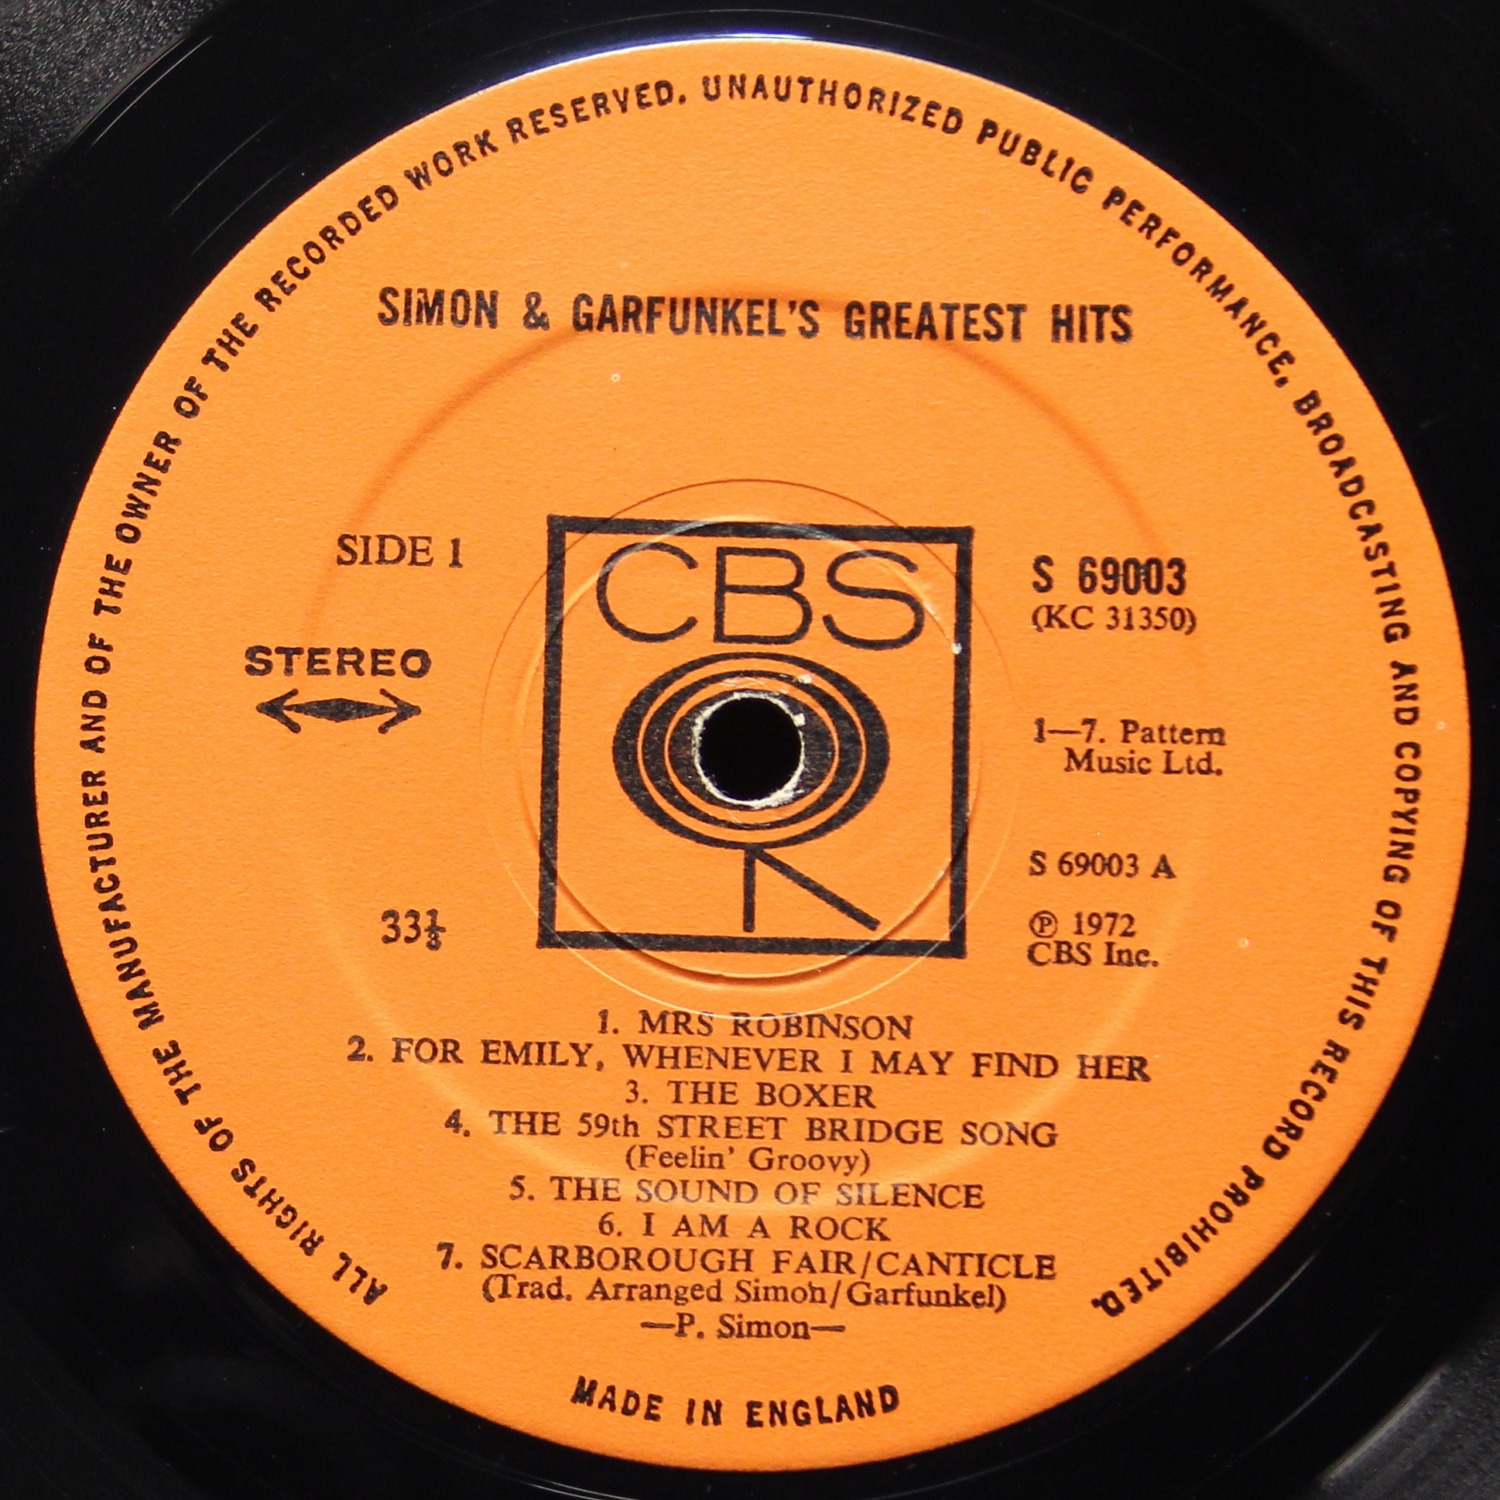 ALL RIGHTS OF THE MANUFACTURER AND OF THE OWNER OF THE RECORDED WORK RESERVED. UNAUTHORIZED PUBLIC PERFORMANCE, BROADCASTING AND COPYING OF THIS RECORD PROHIBITED.
SIMON & GARFUNKEL'S GREATEST HITS
SIDE 1
STEREO
33⅓
CBS
S 69003
(KC 31350)
1—7. Pattern
Music Ltd.
S 69003 A
℗ 1972
CBS Inc.
1. MRS ROBINSON
2. FOR EMILY, WHENEVER I MAY FIND HER
3. THE BOXER
4. THE 59th STREET BRIDGE SONG
(Feelin' Groovy)
5. THE SOUND OF SILENCE
6. I AM A ROCK
7. SCARBOROUGH FAIR/CANTICLE
(Trad. Arranged Simon/Garfunkel)
—P. Simon—
MADE IN ENGLAND